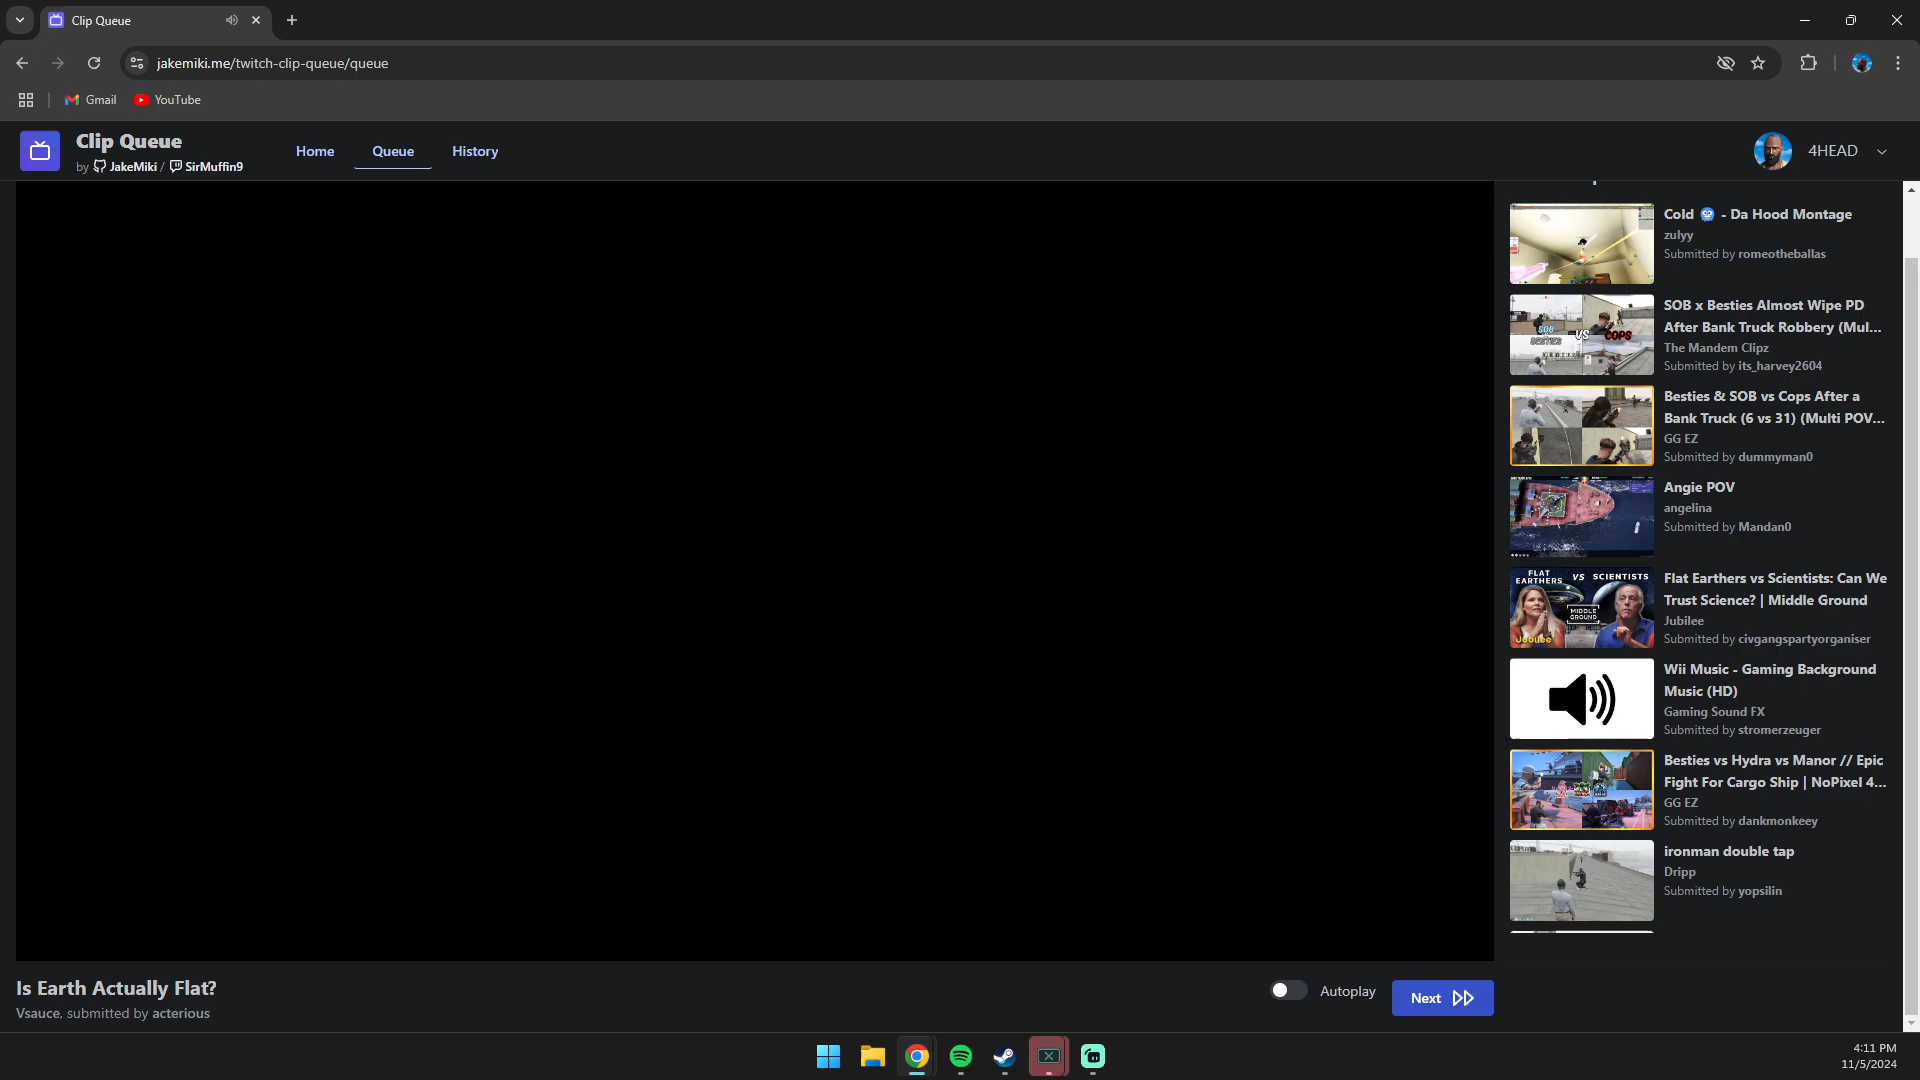 Clip Queue
jakemiki.me/twitch-clip-queue/queue
Gmail
YouTube
Clip Queue
by JakeMiki / SirMuffin9
Home
Queue
History
4HEAD
Cold 🥶 - Da Hood Montage
zulyy
Submitted by romeotheballas
SOB
BESTIES
VS
COPS
SOB x Besties Almost Wipe PD
After Bank Truck Robbery (Mul...
The Mandem Clipz
Submitted by its_harvey2604
Besties & SOB vs Cops After a
Bank Truck (6 vs 31) (Multi POV...
GG EZ
Submitted by dummyman0
Angie POV
angelina
Submitted by Mandan0
FLAT
EARTHERS VS SCIENTISTS
MIDDLE
GROUND
Jubilee
Flat Earthers vs Scientists: Can We
Trust Science? | Middle Ground
Jubilee
Submitted by civgangspartyorganiser
Wii Music - Gaming Background
Music (HD)
Gaming Sound FX
Submitted by stromerzeuger
Besties vs Hydra vs Manor // Epic
Fight For Cargo Ship | NoPixel 4...
GG EZ
Submitted by dankmonkeey
ironman double tap
Dripp
Submitted by yopsilin
Is Earth Actually Flat?
Vsauce, submitted by acterious
Autoplay
Next
4:11 PM
11/5/2024